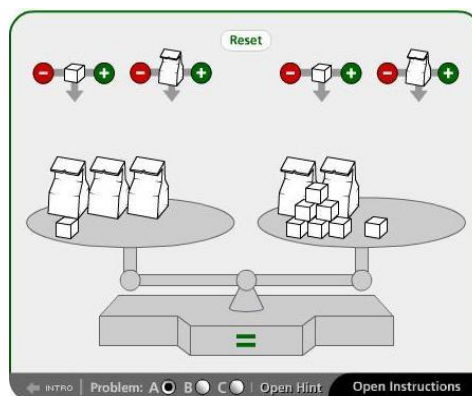 Reset
− + − + − + − +
=
INTRO | Problem: A B C | Open Hint Open Instructions